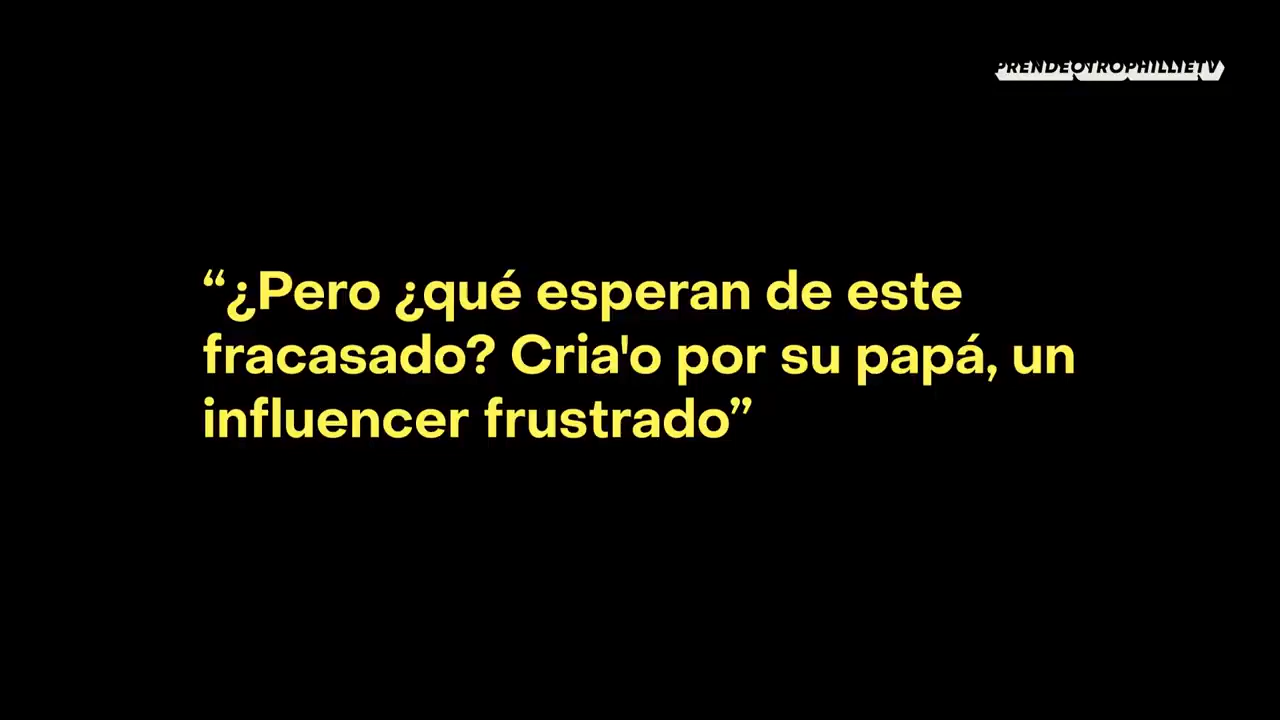 PRENDEOTROPHILLIETV
“¿Pero ¿qué esperan de este
fracasado? Cria'o por su papá, un
influencer frustrado”